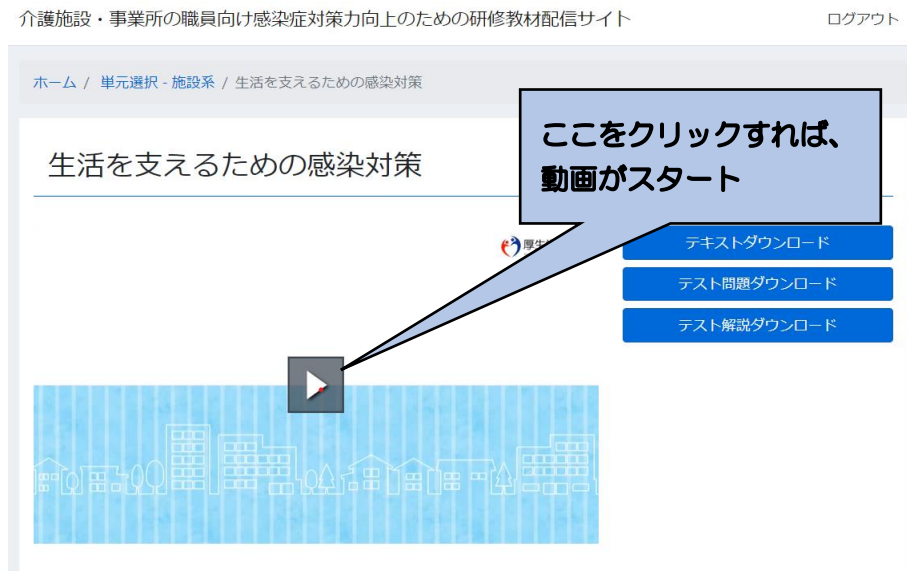 介護施設・事業所の職員向け感染症対策力向上のための研修教材配信サイト
ログアウト
ホーム / 単元選択 - 施設系 / 生活を支えるための感染対策
ここをクリックすれば、
動画がスタート
生活を支えるための感染対策
厚生
テキストダウンロード
テスト問題ダウンロード
テスト解説ダウンロード